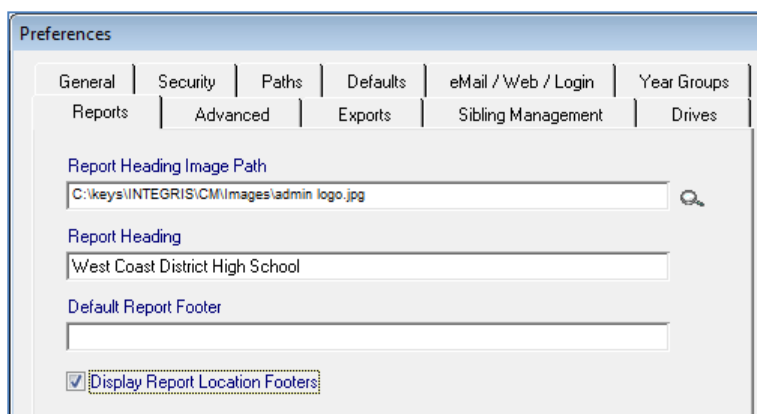 Preferences
General Security Paths Defaults eMail / Web / Login Year Groups
Reports Advanced Exports Sibling Management Drives
Report Heading Image Path
C:\keys\INTEGRIS\CM\Images\admin logo.jpg
Report Heading
West Coast District High School
Default Report Footer
Display Report Location Footers